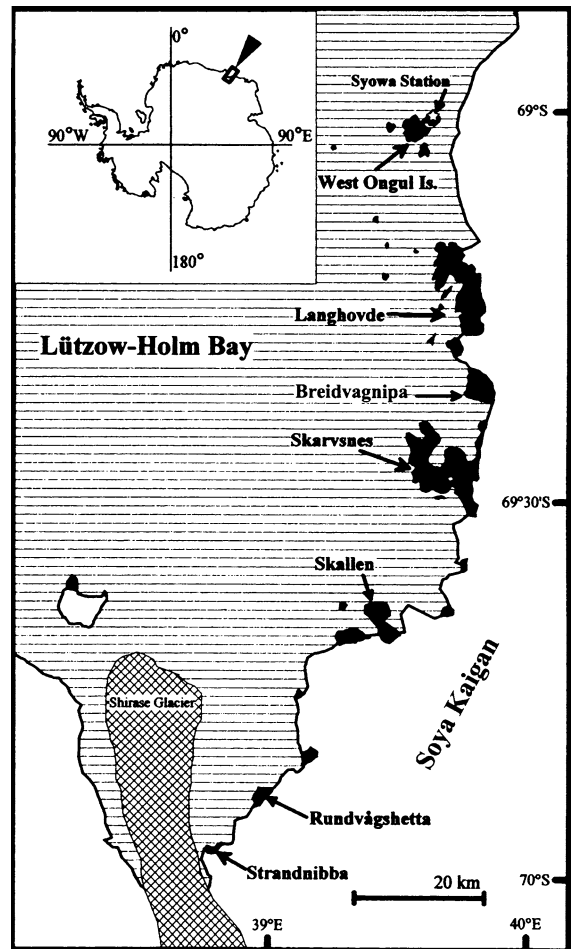 0°
90°W
90°E
180°
Syowa Station
69°S
West Ongul Is.
Langhovde
Lützow-Holm Bay
Breidvagnipa
Skarvsnes
69°30'S
Skallen
Soya Kaigan
Shirase Glacier
Rundvågshetta
Strandnibba
20 km
70°S
39°E
40°E